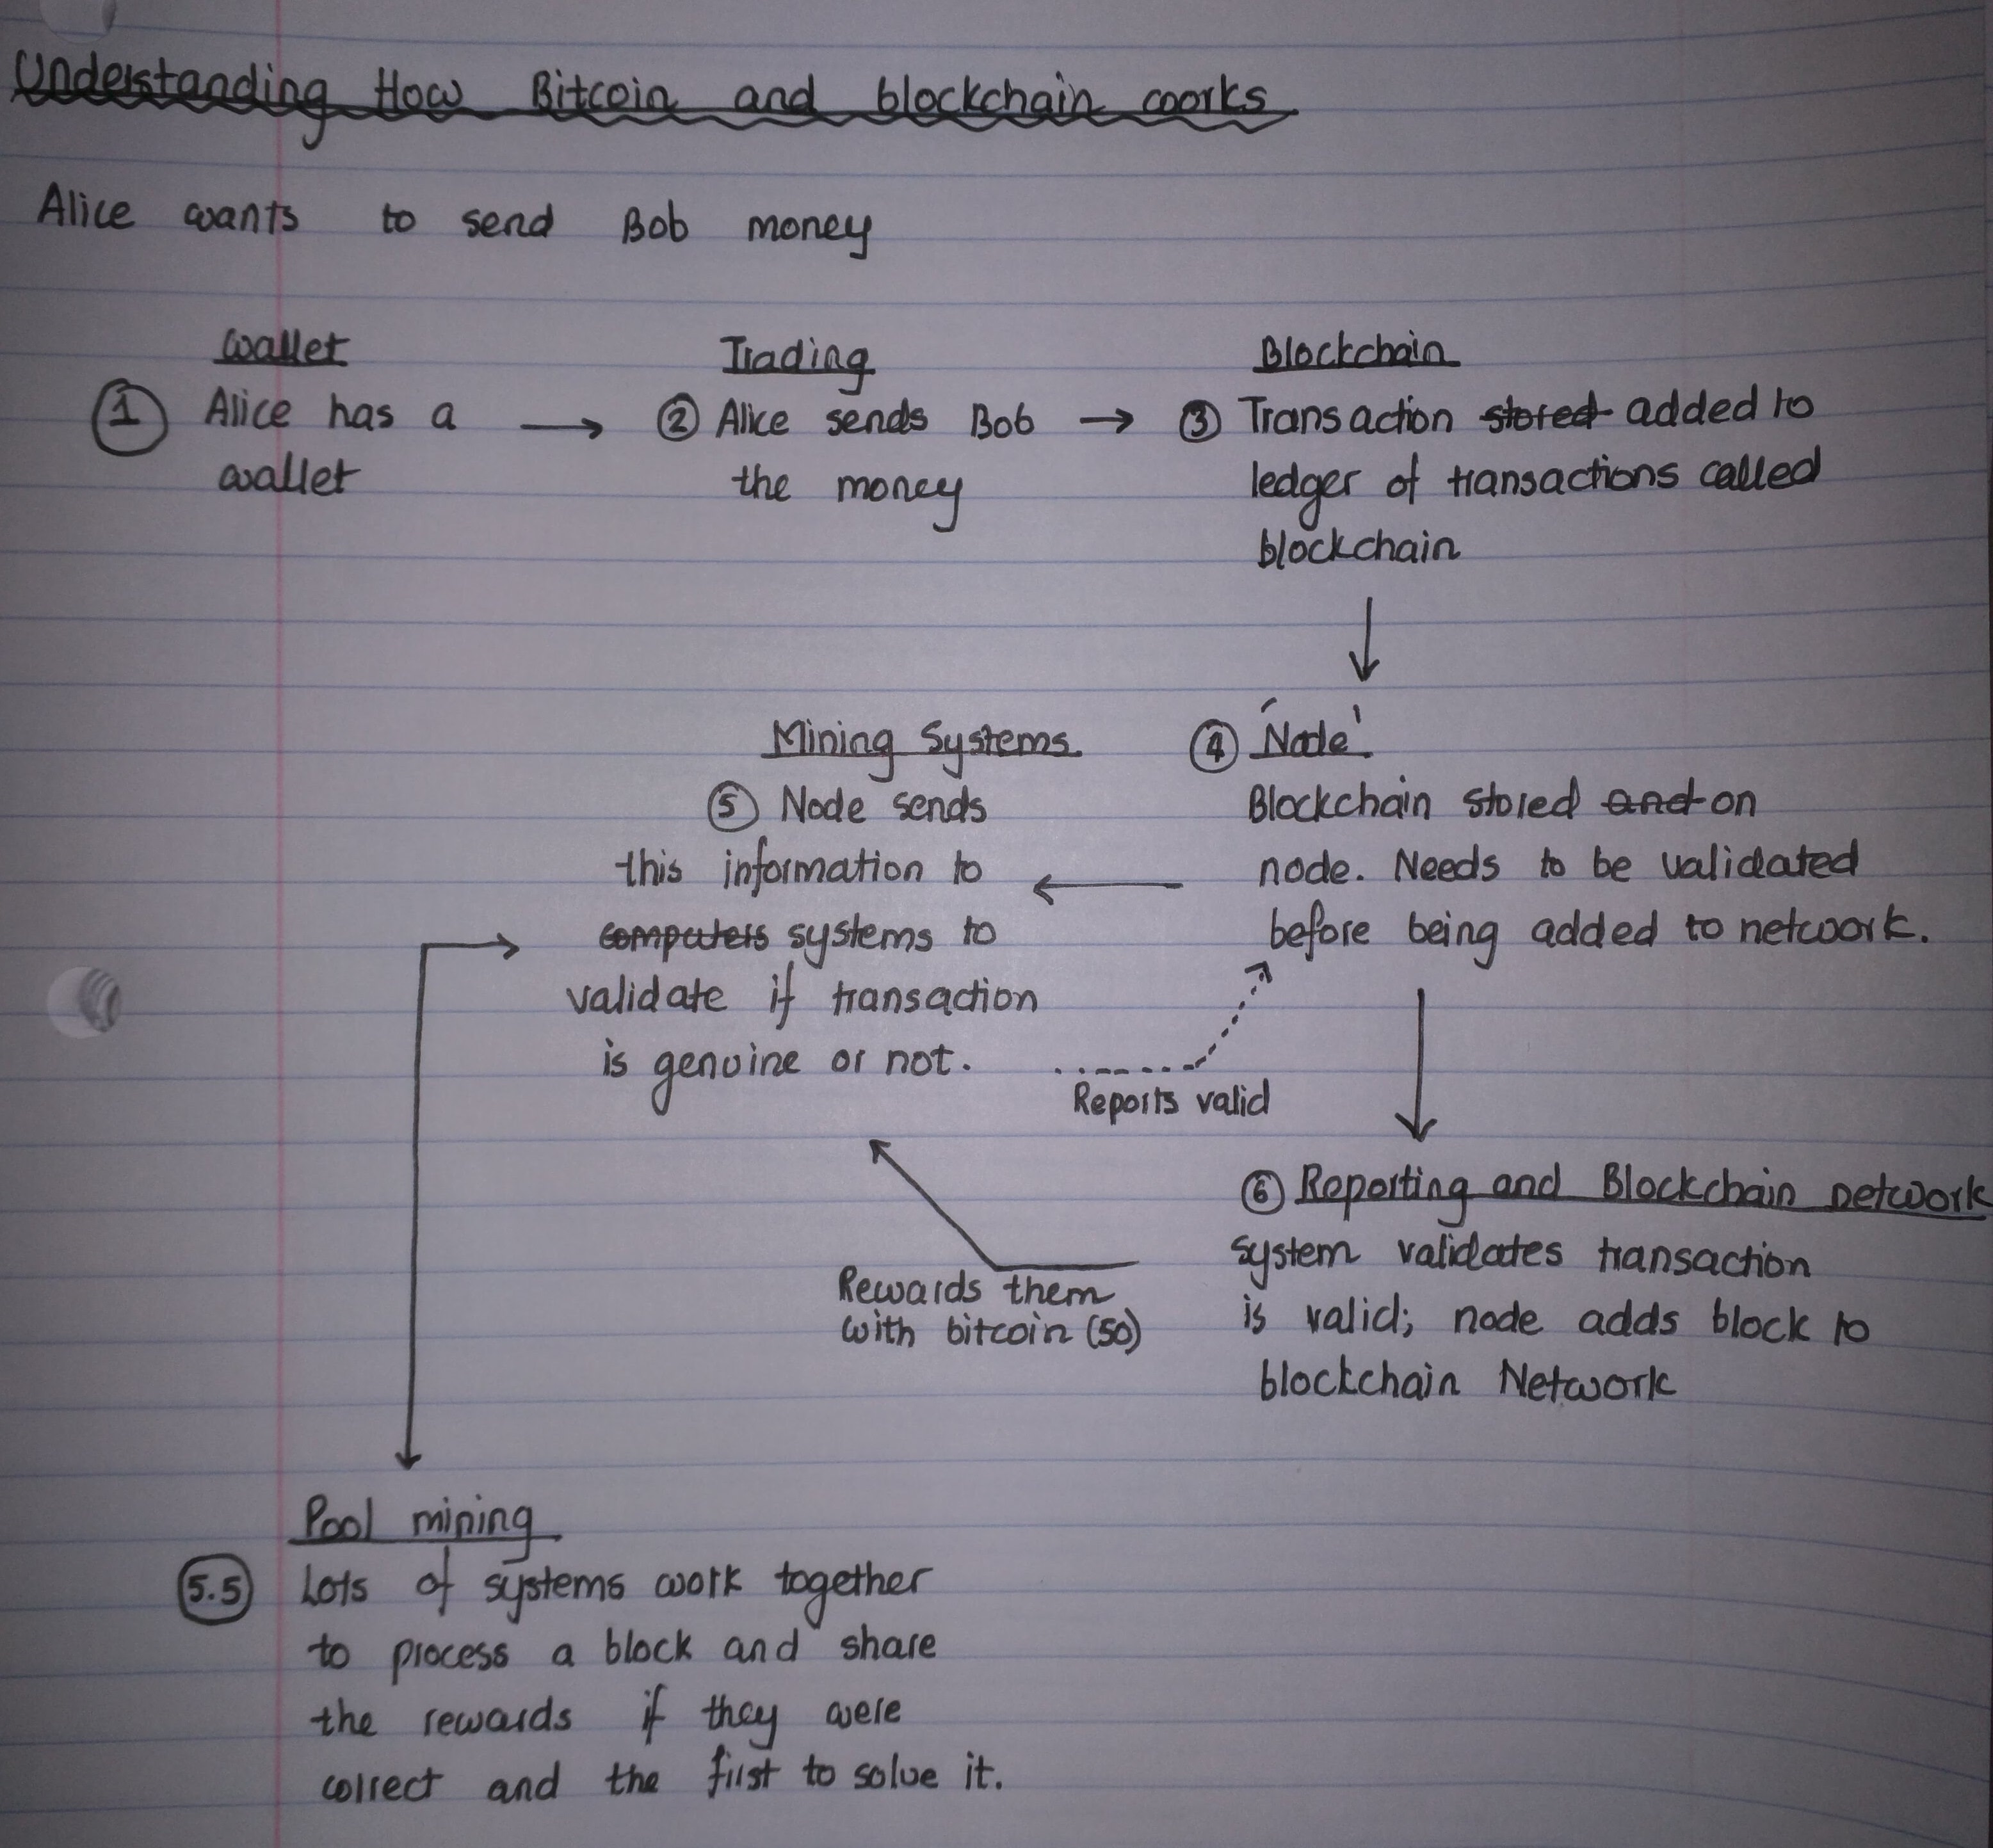 Understanding How Bitcoin and blockchain works
Alice wants to send Bob money
Wallet
1 Alice has a
wallet
Trading
2 Alice sends Bob
the money
Blockchain
3 Transaction stored added to
ledger of transactions called
blockchain
4 'Node'
Blockchain stored and on
node. Needs to be validated
before being added to network.
Mining Systems
5 Node sends
this information to
computers systems to
validate if transaction
is genuine or not.
Reports valid
6 Reporting and Blockchain network
System validates transaction
is valid; node adds block to
blockchain Network
Rewards them
with bitcoin (50)
Pool mining
5.5 Lots of systems work together
to process a block and share
the rewards if they were
correct and the first to solve it.